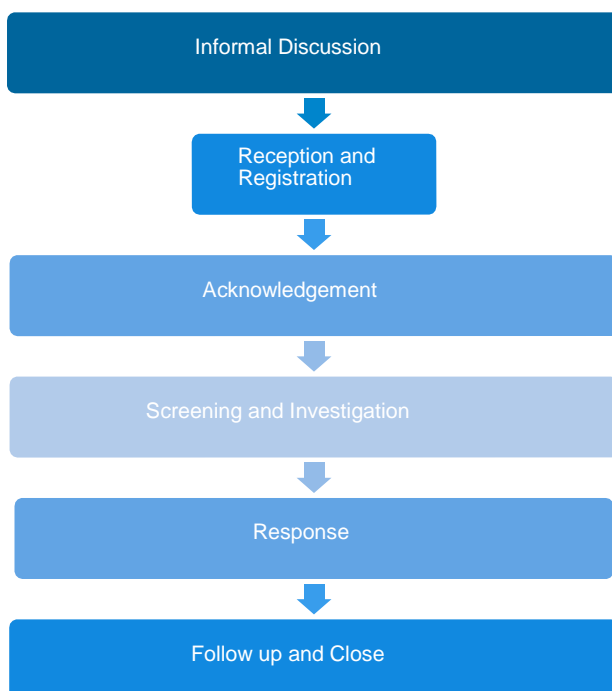 Informal Discussion
Reception and
Registration
Acknowledgement
Screening and Investigation
Response
Follow up and Close